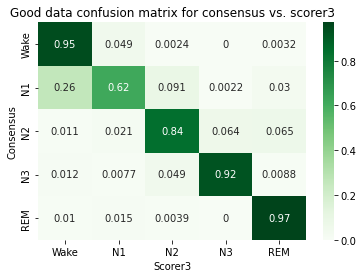 Good data confusion matrix for consensus vs. scorer3
Consensus
Wake 0.95 0.049 0.0024 0 0.0032
N1 0.26 0.62 0.091 0.0022 0.03
N2 0.011 0.021 0.84 0.064 0.065
N3 0.012 0.0077 0.049 0.92 0.0088
REM 0.01 0.015 0.0039 0 0.97
Wake N1 N2 N3 REM
Scorer3
0.8
0.6
0.4
0.2
0.0